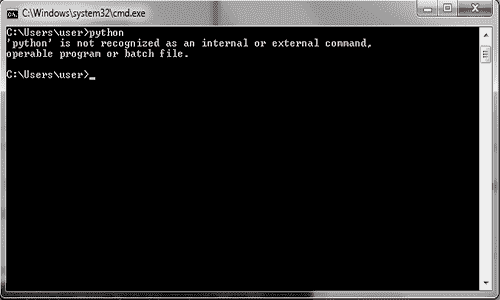 C:\Windows\system32\cmd.exe
C:\Users\user>python
'python' is not recognized as an internal or external command,
operable program or batch file.
C:\Users\user>_